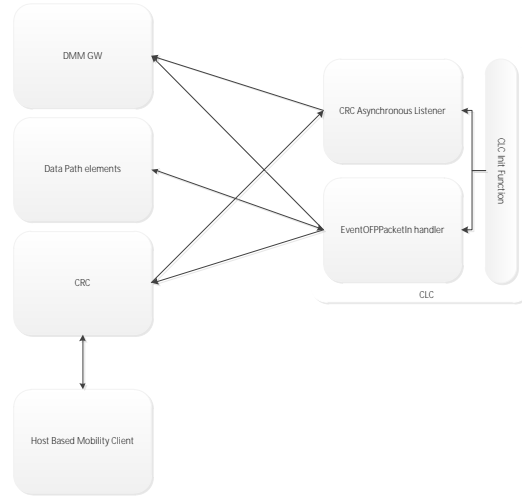 DMM GW
CRC Asynchronous Listener
CLC Init Function
Data Path elements
EventOFPPacketIn handler
CRC
CLC
Host Based Mobility Client